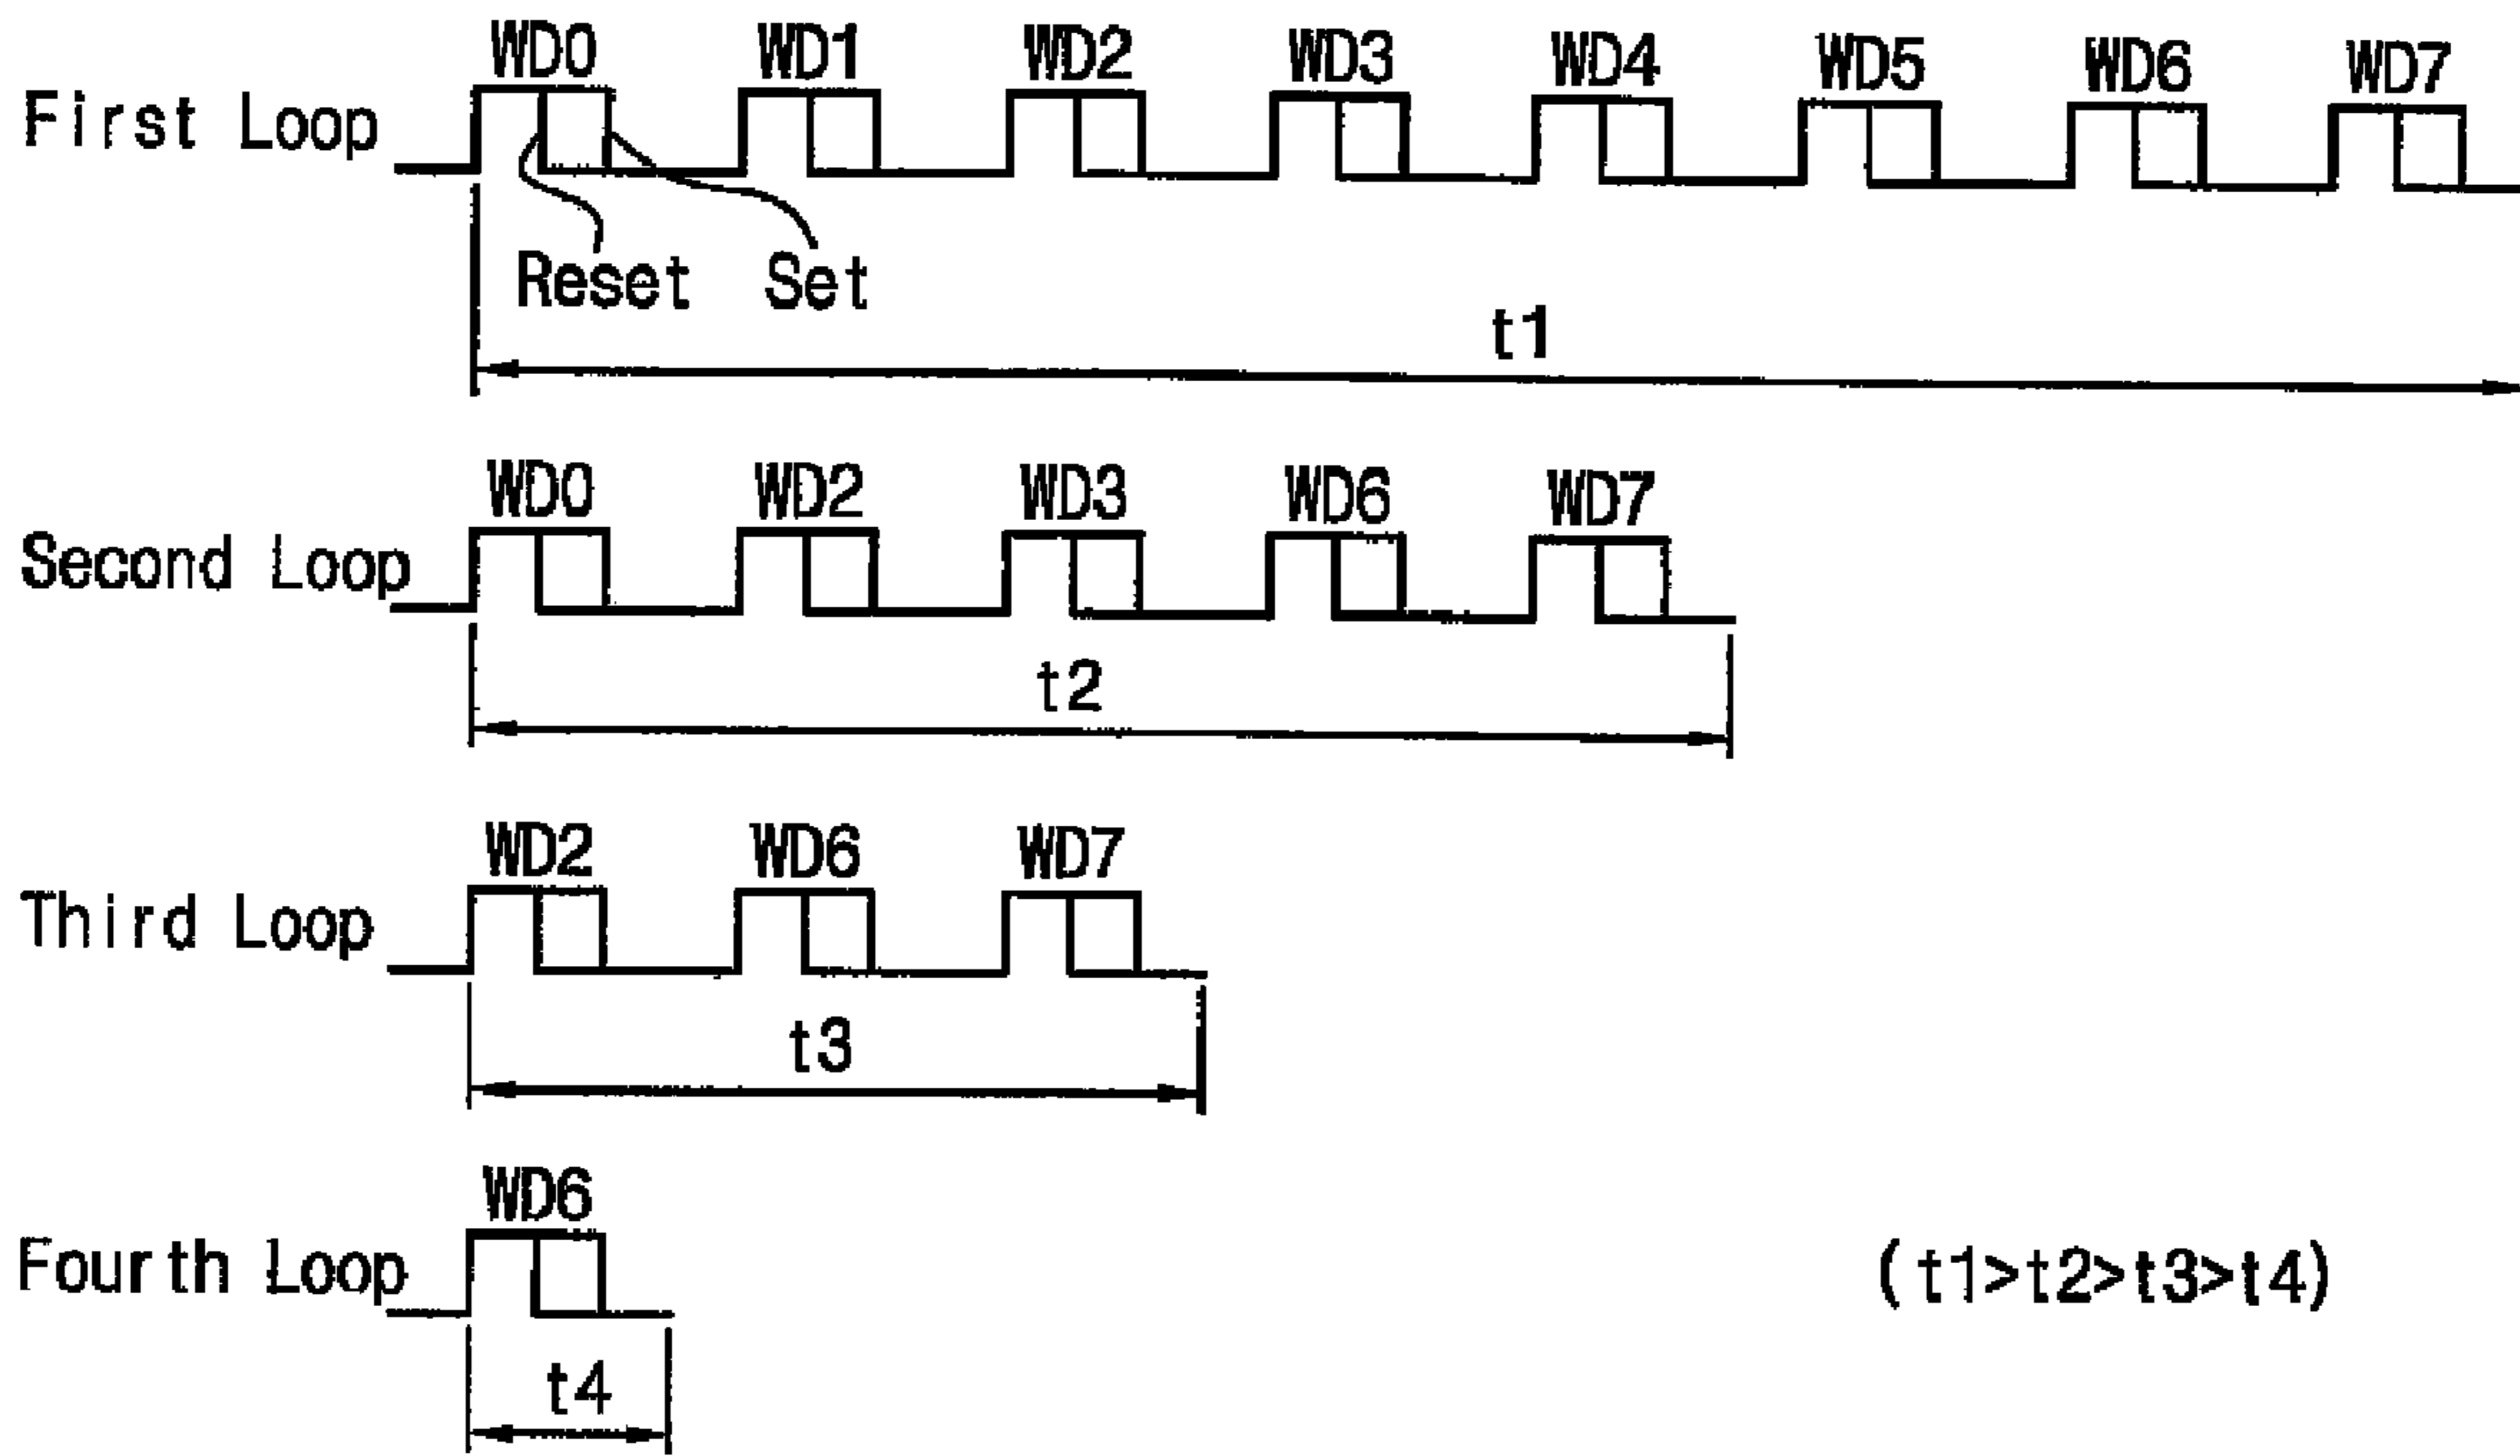 WD0 WD1 WD2 WD3 WD4 WD5 WD6 WD7
First Loop
Reset Set
t1
WD0 WD2 WD3 WD6 WD7
Second Loop
t2
WD2 WD6 WD7
Third Loop
t3
WD6
Fourth Loop
(t1>t2>t3>t4)
t4